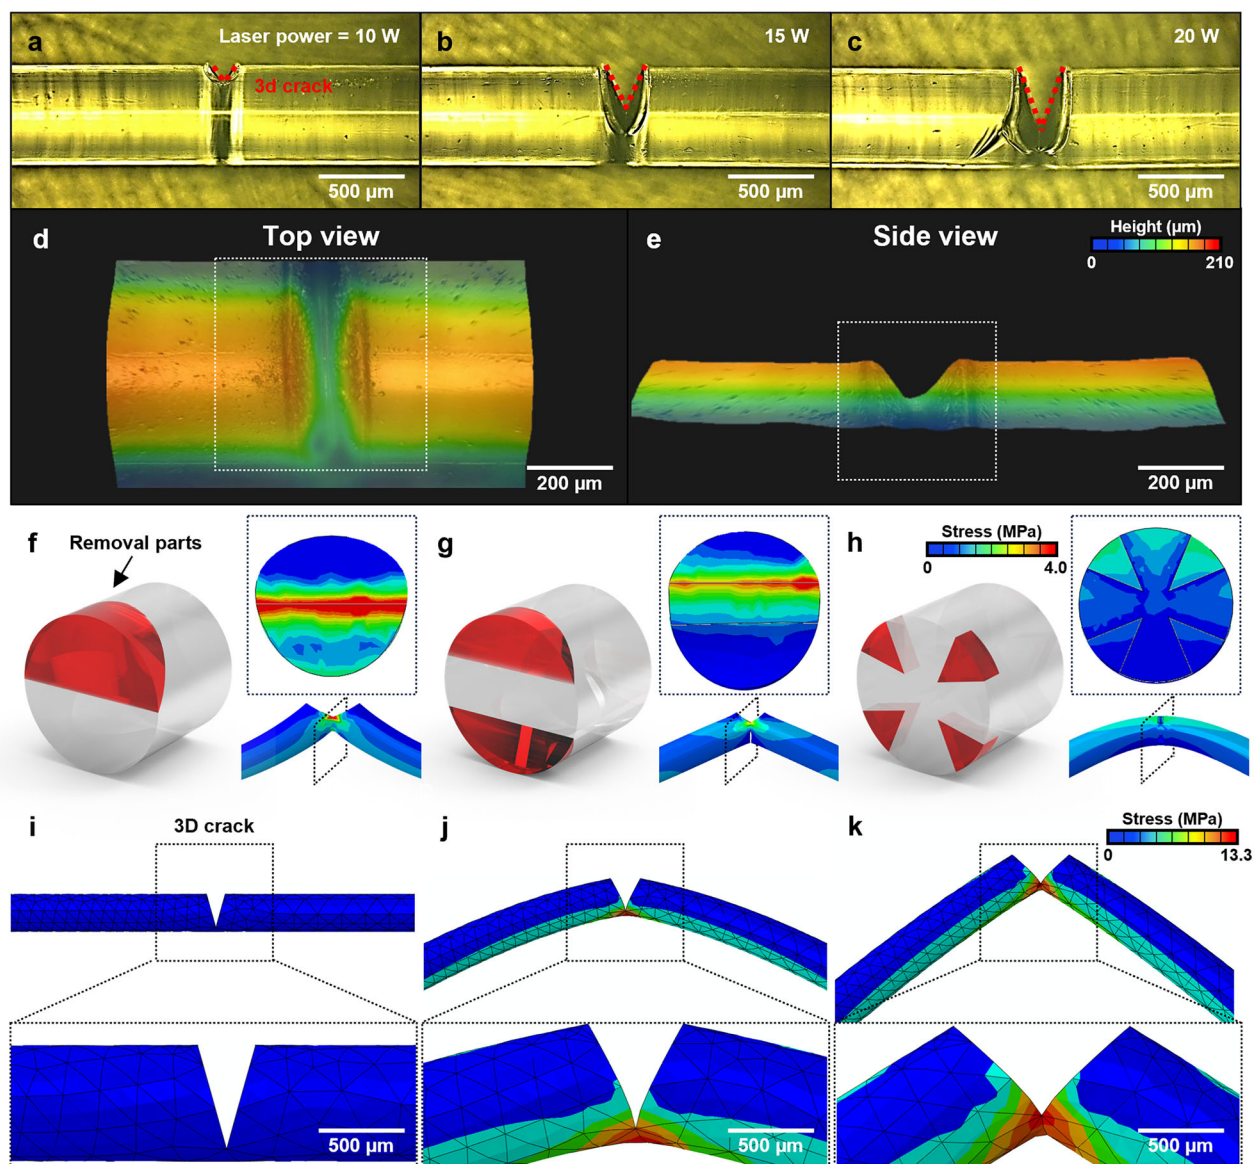 a
Laser power = 10 W
3d crack
500 µm
b
15 W
500 µm
c
20 W
500 µm
d
Top view
200 µm
e
Side view
Height (µm)
0 210
200 µm
f
Removal parts
g
h
Stress (MPa)
0 4.0
i
3D crack
500 µm
j
500 µm
k
Stress (MPa)
0 13.3
500 µm